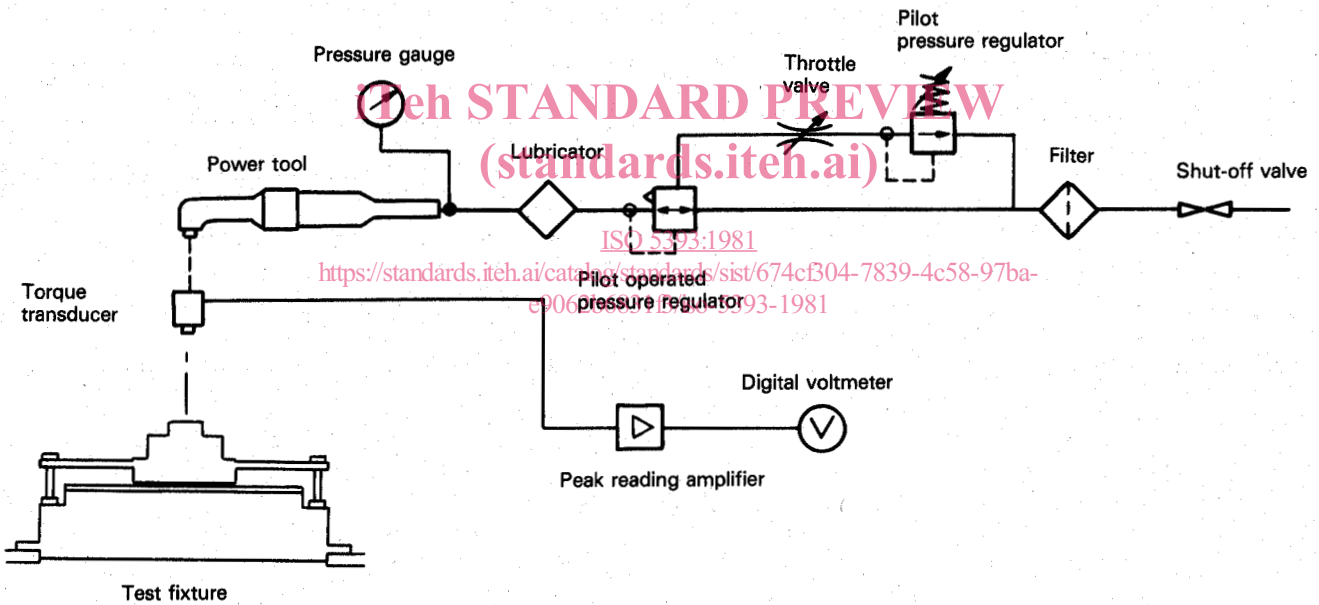 Pilot
pressure regulator
Pressure gauge
Throttle
valve
iTeh STANDARD PREVIEW
(standards.iteh.ai)
Lubricator
Power tool
Filter
Shut-off valve
ISO 5393:1981
https://standards.iteh.ai/catalog/standards/sist/674cf304-7839-4c58-97ba-
Pilot operated
pressure regulator
Torque
transducer
Digital voltmeter
V
Peak reading amplifier
Test fixture